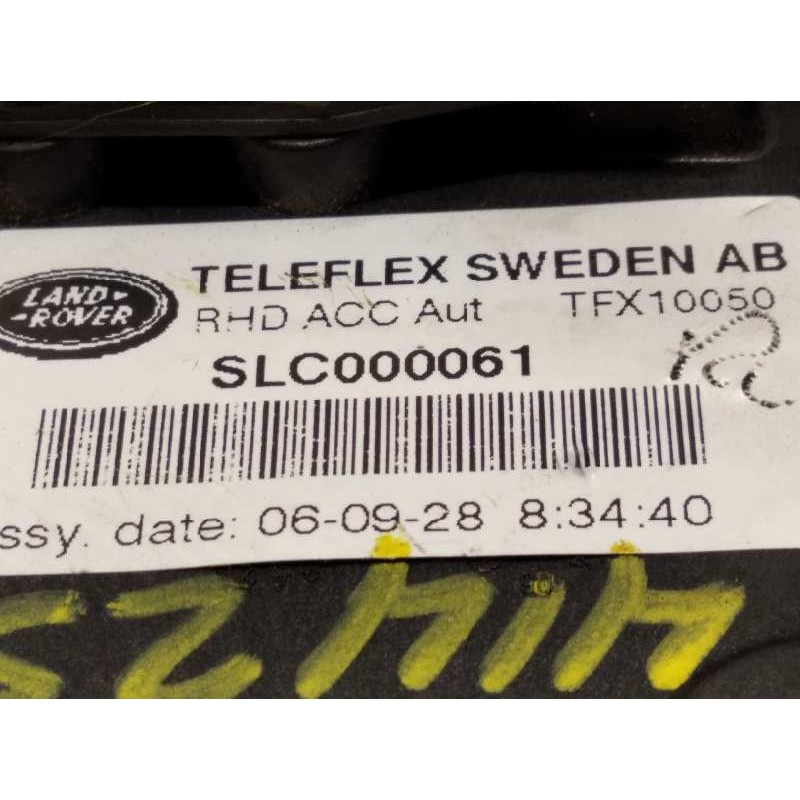 LAND-
-ROVER
TELEFLEX SWEDEN AB
RHD ACC Aut TFX10050
SLC000061
ssy. date: 06-09-28 8:34:40